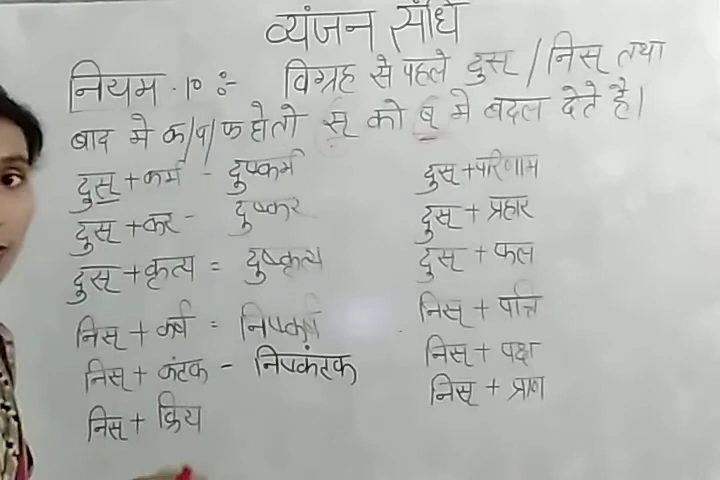 व्यंजन संधि
नियम .10 :- विग्रह से पहले दुस् / निस् तथा
बाद मे क/प/फ हो तो स् को ष् मे बदल देते है।
दुस् + कर्म - दुष्कर्म
दुस् + कर - दुष्कर
दुस् + कृत्य = दुष्कृत्य
निस् + कर्ष = निष्कर्ष
निस् + कंटक - निष्कंटक
निस् + क्रिय
दुस् + परिणाम
दुस् + प्रहार
दुस् + फल
निस् + पत्ति
निस् + पक्ष
निस् + प्राण